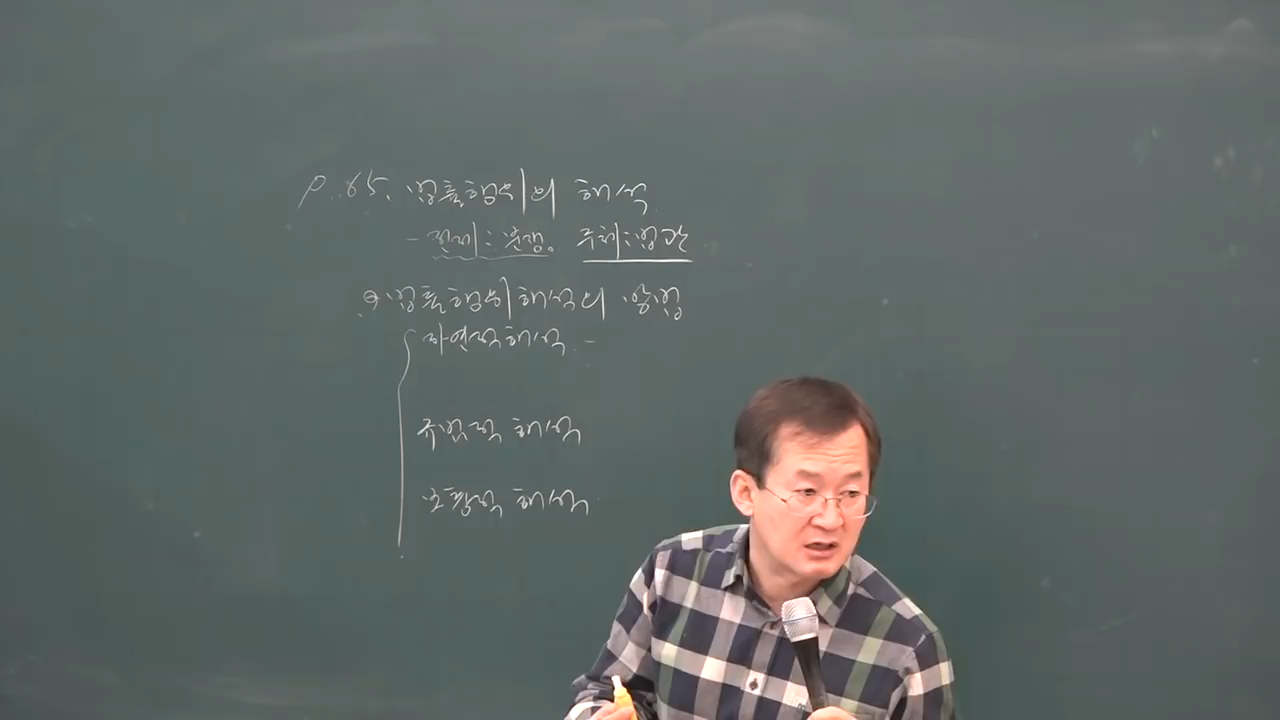 P. 65. 법률행위의 해석
- 전제 : 분쟁. 주체 : 법관
법률행위해석의 방법
자연적 해석 -
규범적 해석
보충적 해석